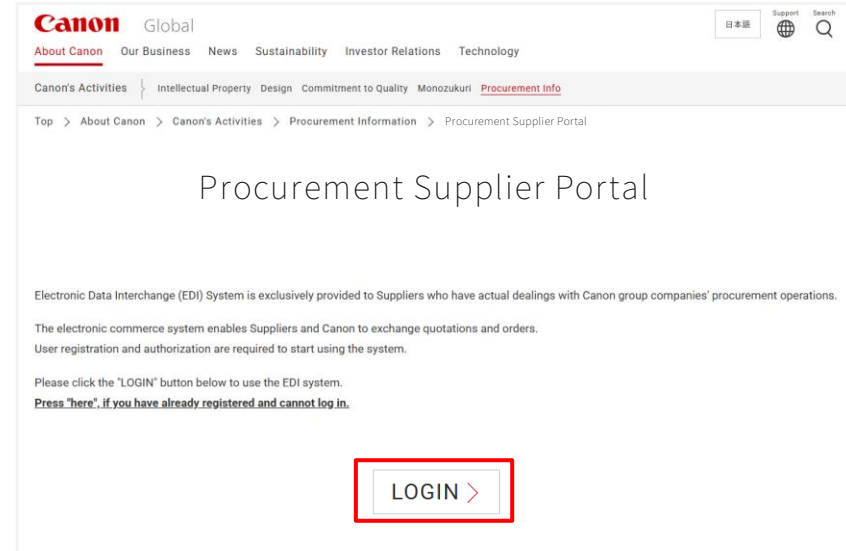 Canon Global
日本語
Support
Search
About Canon Our Business News Sustainability Investor Relations Technology
Canon's Activities Intellectual Property Design Commitment to Quality Monozukuri Procurement Info
Top > About Canon > Canon's Activities > Procurement Information > Procurement Supplier Portal
Procurement Supplier Portal
Electronic Data Interchange (EDI) System is exclusively provided to Suppliers who have actual dealings with Canon group companies' procurement operations.
The electronic commerce system enables Suppliers and Canon to exchange quotations and orders.
User registration and authorization are required to start using the system.
Please click the "LOGIN" button below to use the EDI system.
Press "here", if you have already registered and cannot log in.
LOGIN >